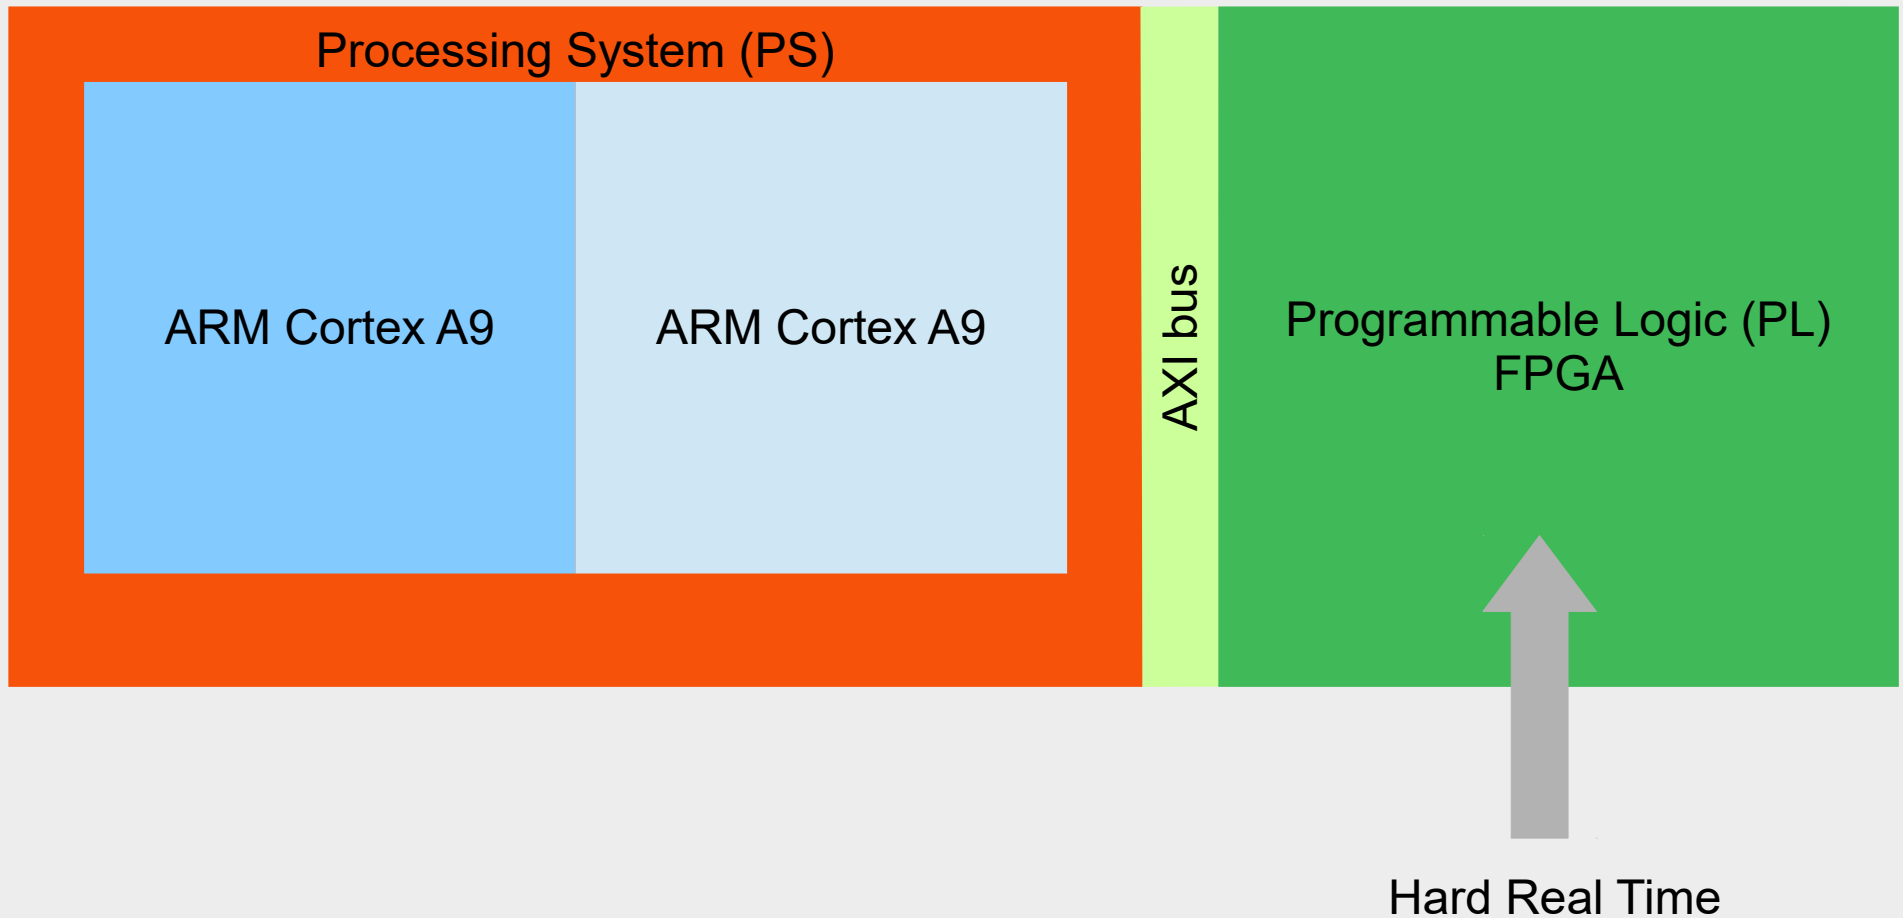 Processing System (PS)
ARM Cortex A9
ARM Cortex A9
AXI bus
Programmable Logic (PL)
FPGA
Hard Real Time